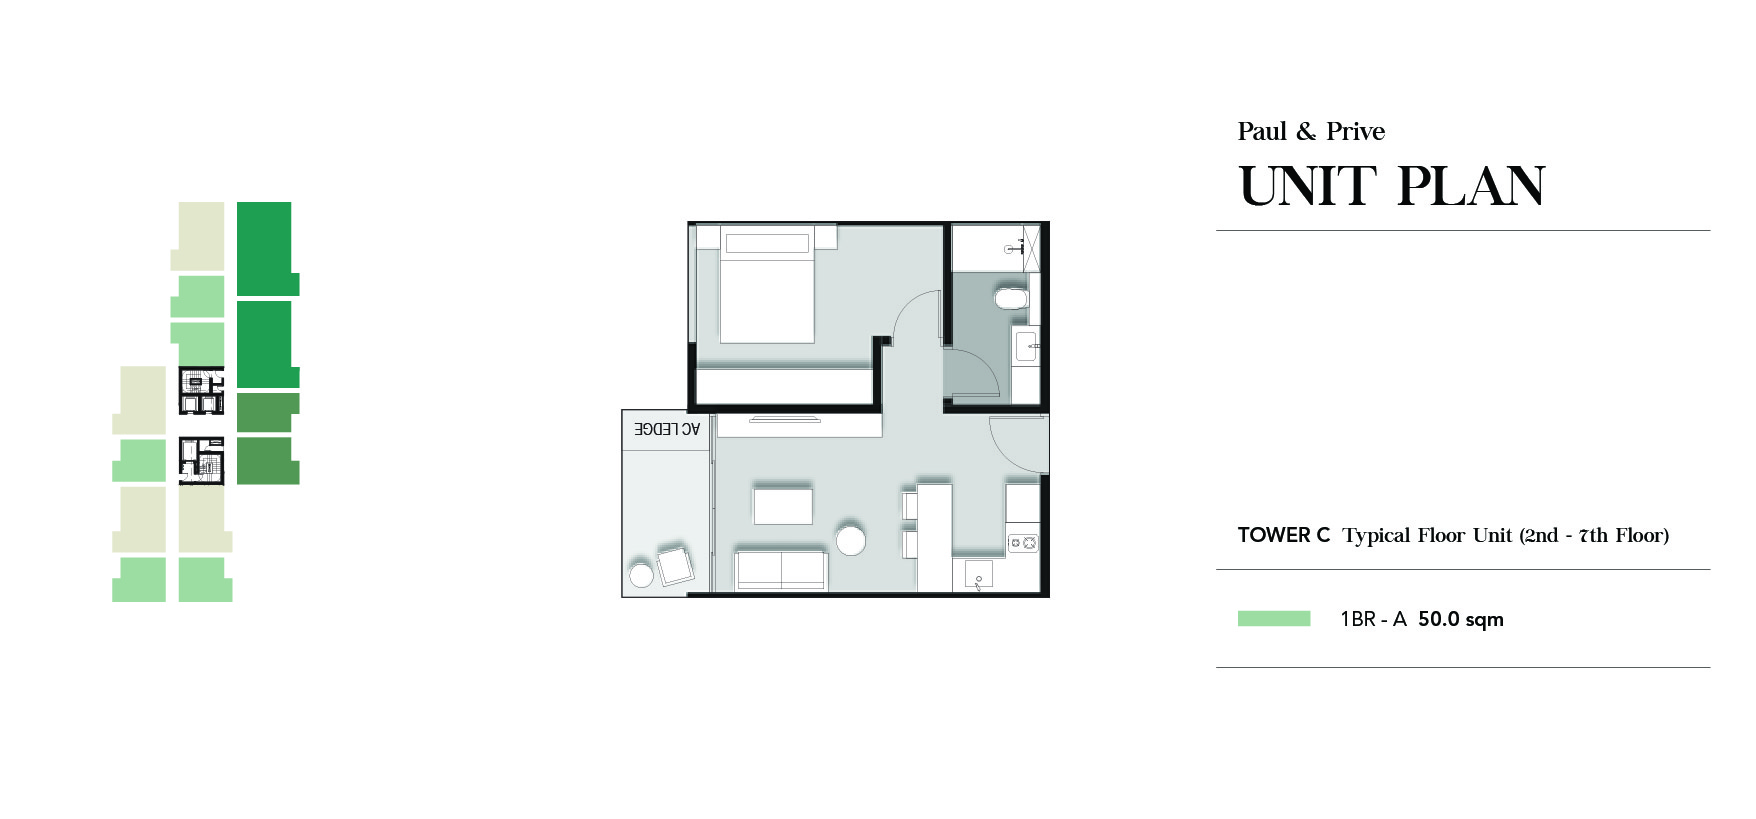 Paul & Prive
UNIT PLAN
AC LEDGE
TOWER C Typical Floor Unit (2nd - 7th Floor)
1BR - A 50.0 sqm